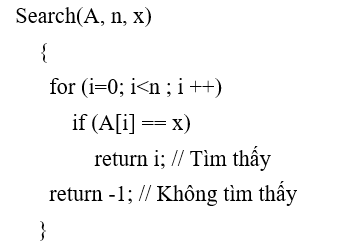 Search(A, n, x)
{
for (i=0; i<n ; i ++)
if (A[i] == x)
return i; // Tìm thấy
return -1; // Không tìm thấy
}